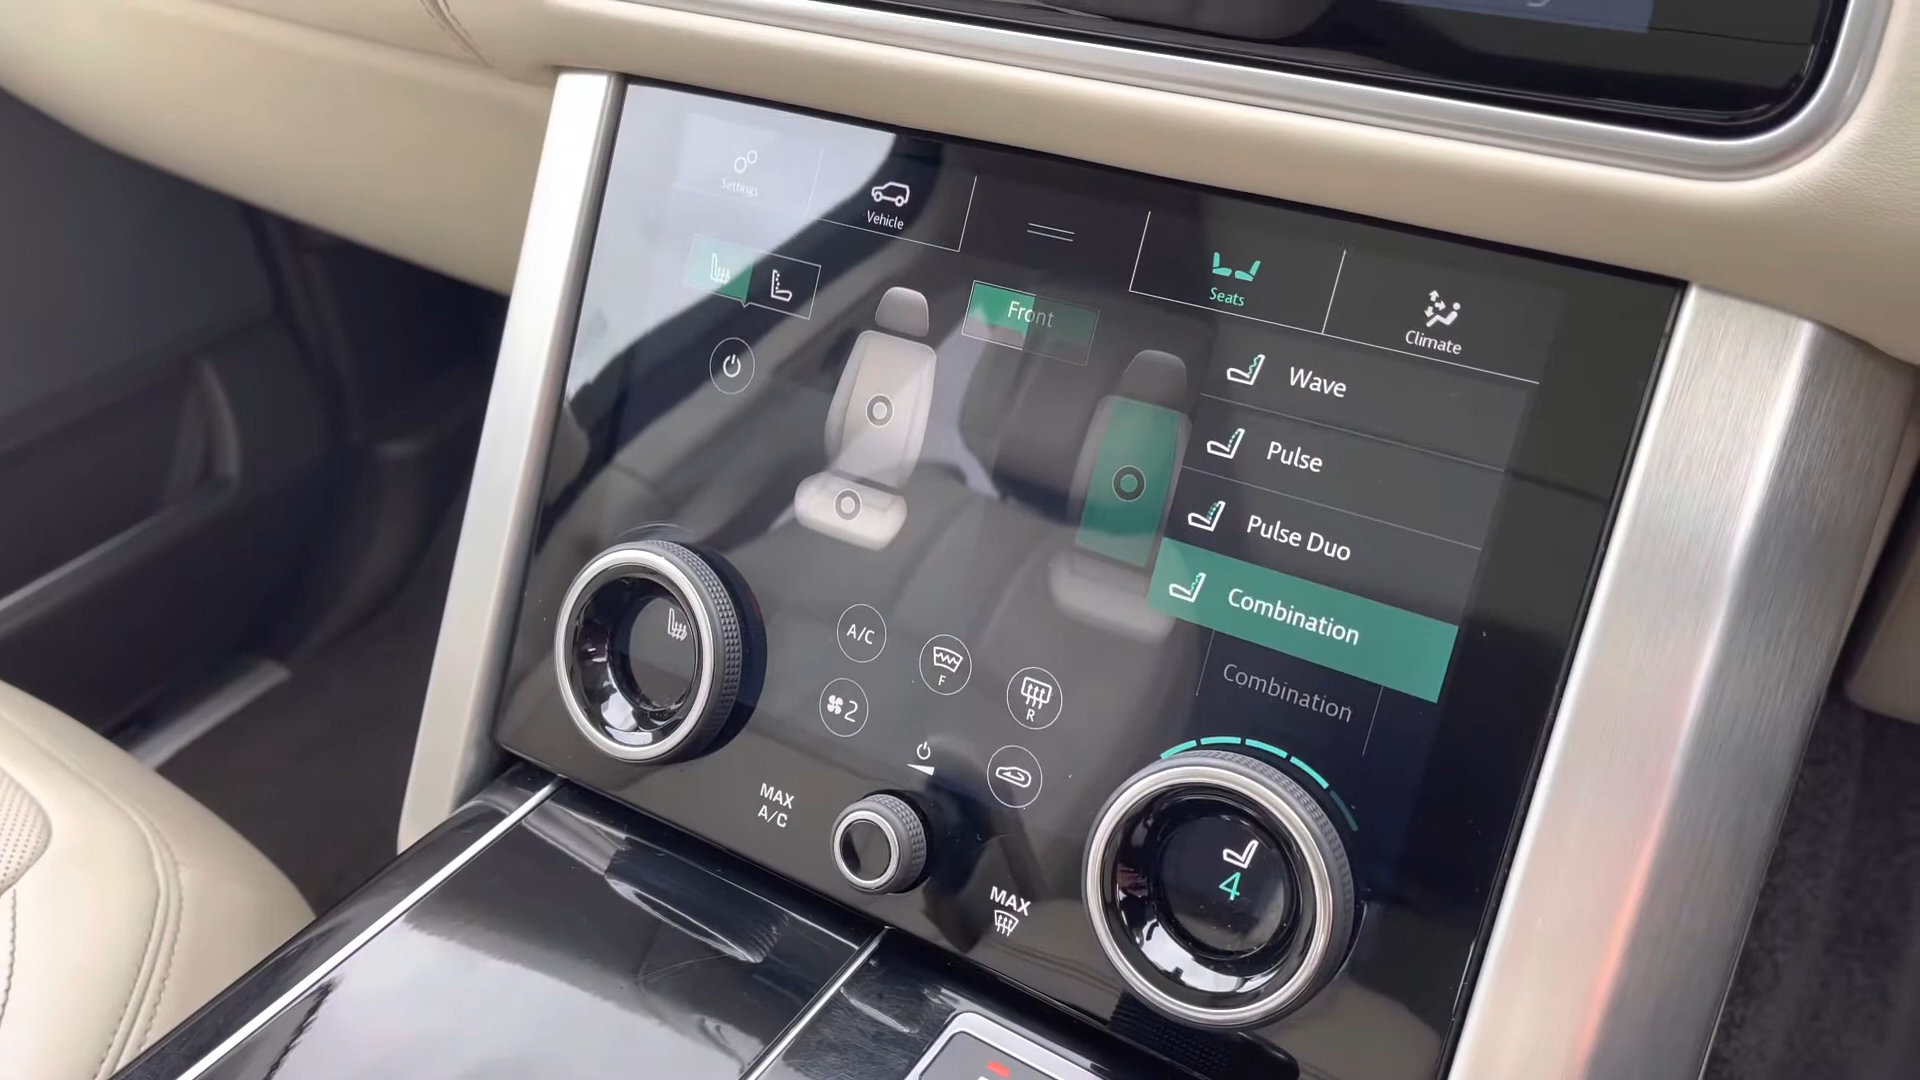 Settings
Vehicle
Seats
Climate
Front
Wave
Pulse
Pulse Duo
Combination
Combination
A/C
F
R
2
MAX
A/C
MAX
4